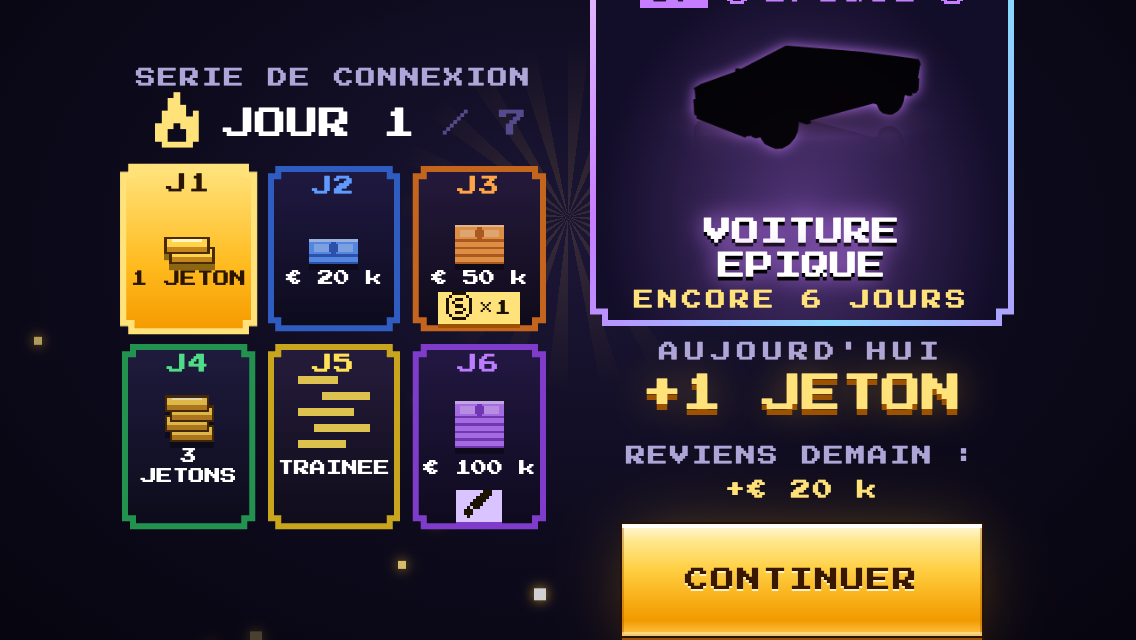 SERIE DE CONNEXION
JOUR 1 / 7
J1
1 JETON
J2
€ 20 k
J3
€ 50 k
×1
J4
3
JETONS
J5
TRAINEE
J6
€ 100 k
VOITURE
EPIQUE
ENCORE 6 JOURS
AUJOURD'HUI
+1 JETON
REVIENS DEMAIN :
+€ 20 k
CONTINUER